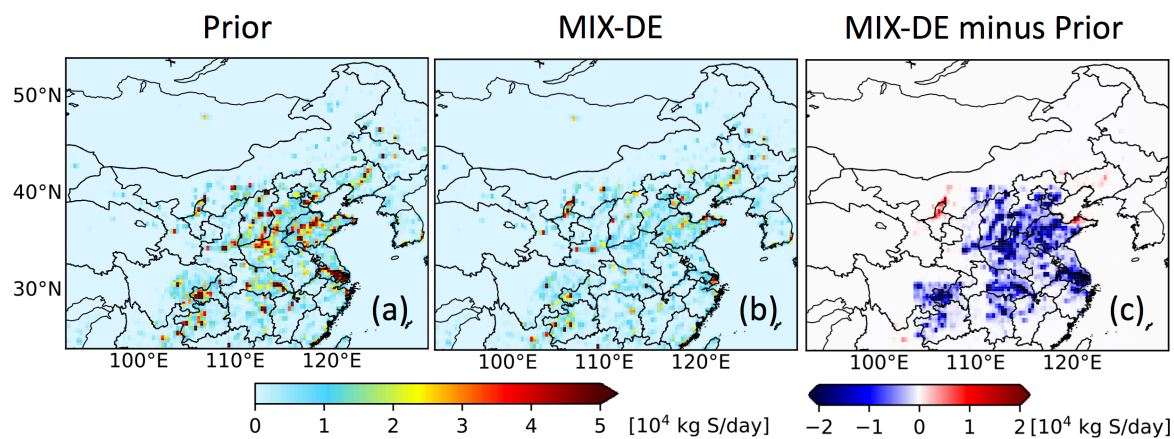 Prior MIX-DE MIX-DE minus Prior
50°N
40°N
30°N
(a) (b) (c)
100°E 110°E 120°E 100°E 110°E 120°E 100°E 110°E 120°E
0 1 2 3 4 5 [10⁴ kg S/day] −2 −1 0 1 2 [10⁴ kg S/day]